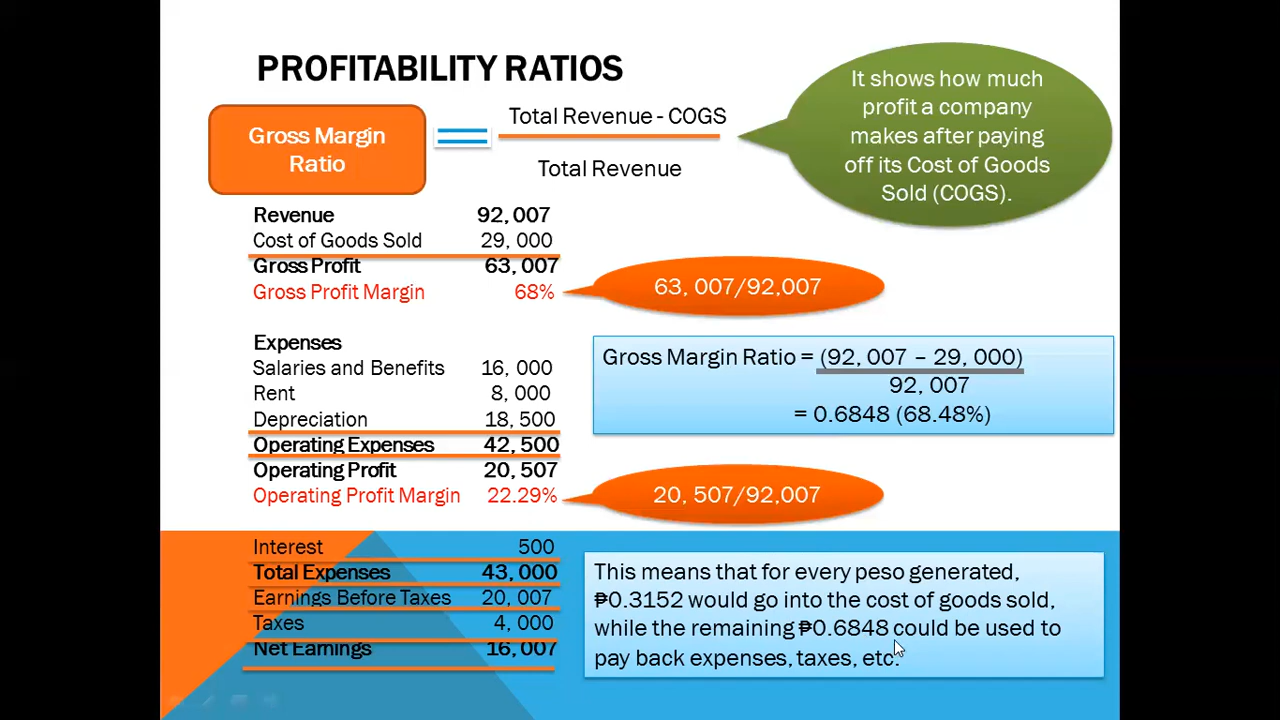 PROFITABILITY RATIOS
Gross Margin
Ratio
Total Revenue - COGS
Total Revenue
It shows how much
profit a company
makes after paying
off its Cost of Goods
Sold (COGS).
Revenue 92, 007
Cost of Goods Sold 29, 000
Gross Profit 63, 007
Gross Profit Margin 68%
63, 007/92,007
Expenses
Salaries and Benefits 16, 000
Rent 8, 000
Depreciation 18, 500
Operating Expenses 42, 500
Operating Profit 20, 507
Operating Profit Margin 22.29%
Gross Margin Ratio = (92, 007 – 29, 000)
92, 007
= 0.6848 (68.48%)
20, 507/92,007
Interest 500
Total Expenses 43, 000
Earnings Before Taxes 20, 007
Taxes 4, 000
Net Earnings 16, 007
This means that for every peso generated,
₱0.3152 would go into the cost of goods sold,
while the remaining ₱0.6848 could be used to
pay back expenses, taxes, etc.